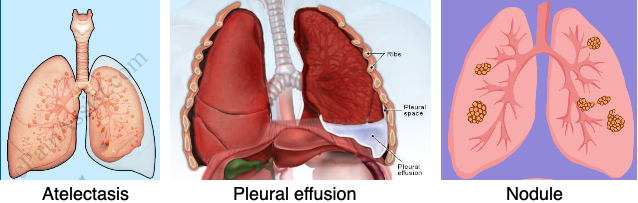 Ribs
Pleural
space
Pleural
effusion
Atelectasis
Pleural effusion
Nodule